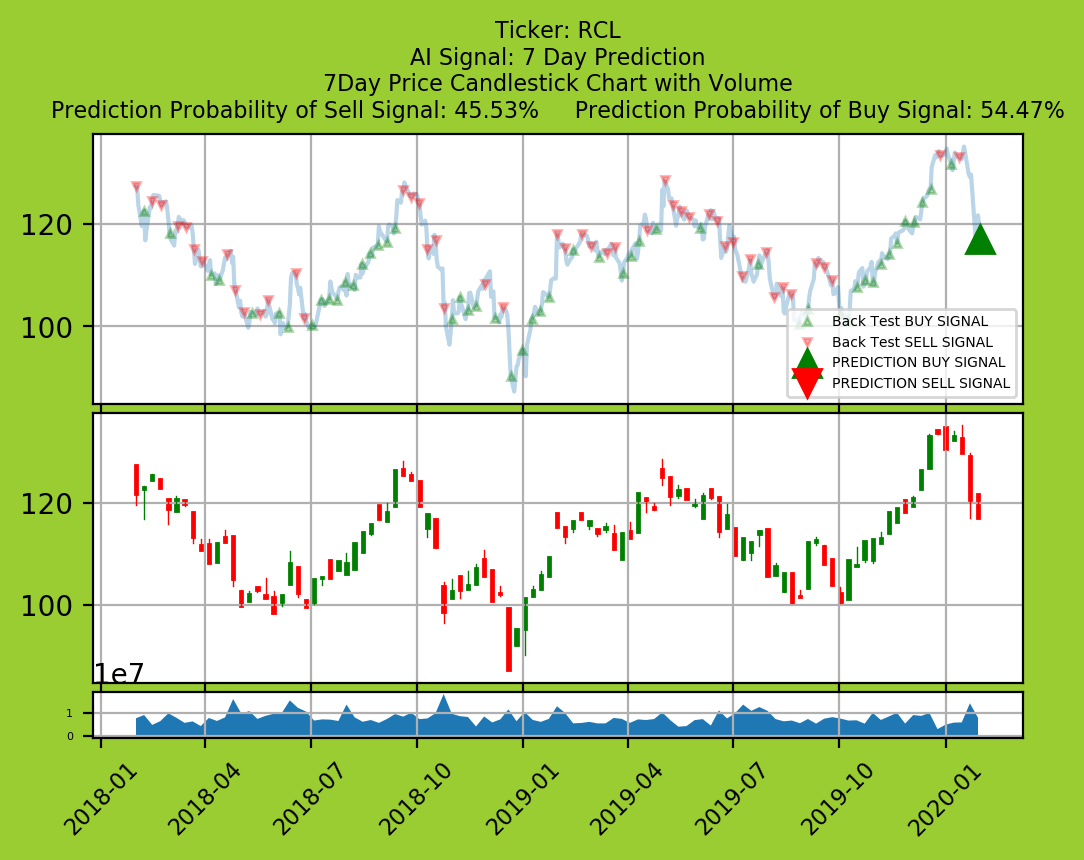 Ticker: RCL
AI Signal: 7 Day Prediction
7Day Price Candlestick Chart with Volume
Prediction Probability of Sell Signal: 45.53%     Prediction Probability of Buy Signal: 54.47%
120
100
Back Test BUY SIGNAL
Back Test SELL SIGNAL
PREDICTION BUY SIGNAL
PREDICTION SELL SIGNAL
120
100
1e7
1
0
2018-01 2018-04 2018-07 2018-10 2019-01 2019-04 2019-07 2019-10 2020-01